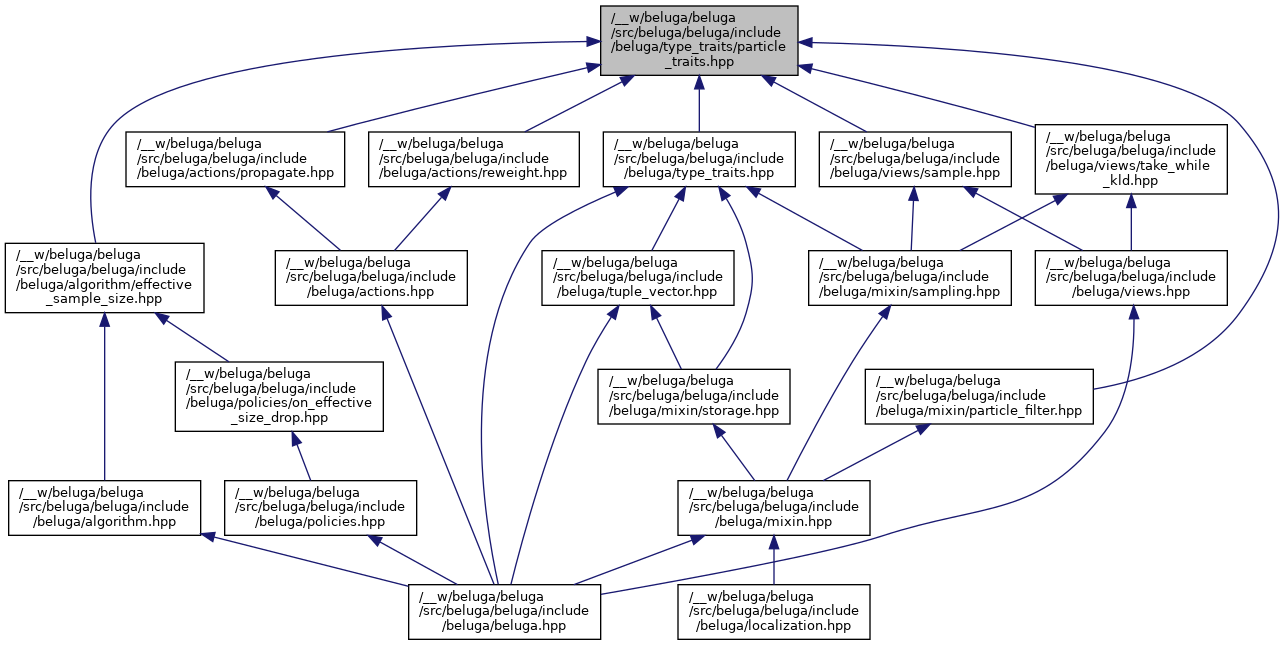 /__w/beluga/beluga
/src/beluga/beluga/include
/beluga/type_traits/particle
_traits.hpp
/__w/beluga/beluga
/src/beluga/beluga/include
/beluga/actions/propagate.hpp
/__w/beluga/beluga
/src/beluga/beluga/include
/beluga/actions/reweight.hpp
/__w/beluga/beluga
/src/beluga/beluga/include
/beluga/type_traits.hpp
/__w/beluga/beluga
/src/beluga/beluga/include
/beluga/views/sample.hpp
/__w/beluga/beluga
/src/beluga/beluga/include
/beluga/views/take_while
_kld.hpp
/__w/beluga/beluga
/src/beluga/beluga/include
/beluga/algorithm/effective
_sample_size.hpp
/__w/beluga/beluga
/src/beluga/beluga/include
/beluga/actions.hpp
/__w/beluga/beluga
/src/beluga/beluga/include
/beluga/tuple_vector.hpp
/__w/beluga/beluga
/src/beluga/beluga/include
/beluga/mixin/sampling.hpp
/__w/beluga/beluga
/src/beluga/beluga/include
/beluga/views.hpp
/__w/beluga/beluga
/src/beluga/beluga/include
/beluga/policies/on_effective
_size_drop.hpp
/__w/beluga/beluga
/src/beluga/beluga/include
/beluga/mixin/storage.hpp
/__w/beluga/beluga
/src/beluga/beluga/include
/beluga/mixin/particle_filter.hpp
/__w/beluga/beluga
/src/beluga/beluga/include
/beluga/algorithm.hpp
/__w/beluga/beluga
/src/beluga/beluga/include
/beluga/policies.hpp
/__w/beluga/beluga
/src/beluga/beluga/include
/beluga/mixin.hpp
/__w/beluga/beluga
/src/beluga/beluga/include
/beluga/beluga.hpp
/__w/beluga/beluga
/src/beluga/beluga/include
/beluga/localization.hpp